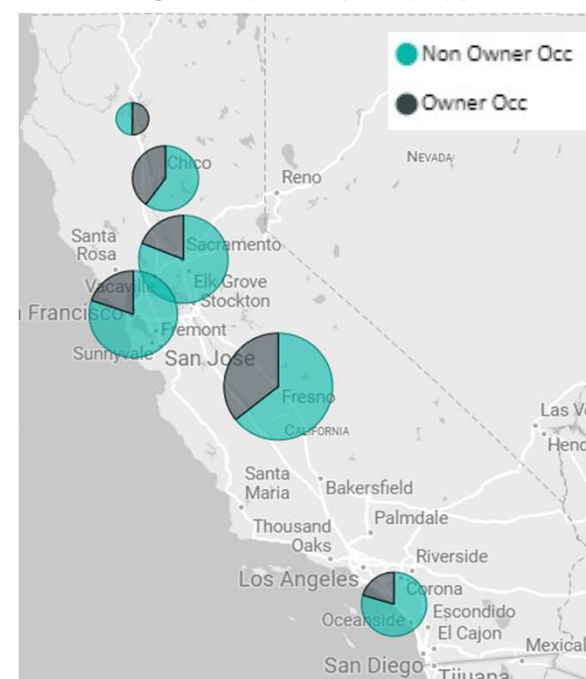 Non Owner Occ
Owner Occ
NEVADA
Chico
Reno
Santa
Rosa
Sacramento
Vacaville
Elk Grove
Stockton
Francisco
Fremont
Sunnyvale
San Jose
Fresno
CALIFORNIA
Las V
Hend
Santa
Maria
Bakersfield
Thousand
Oaks
Palmdale
Riverside
Los Angeles
Corona
Oceanside
Escondido
El Cajon
San Diego
Mexical
Tijuana